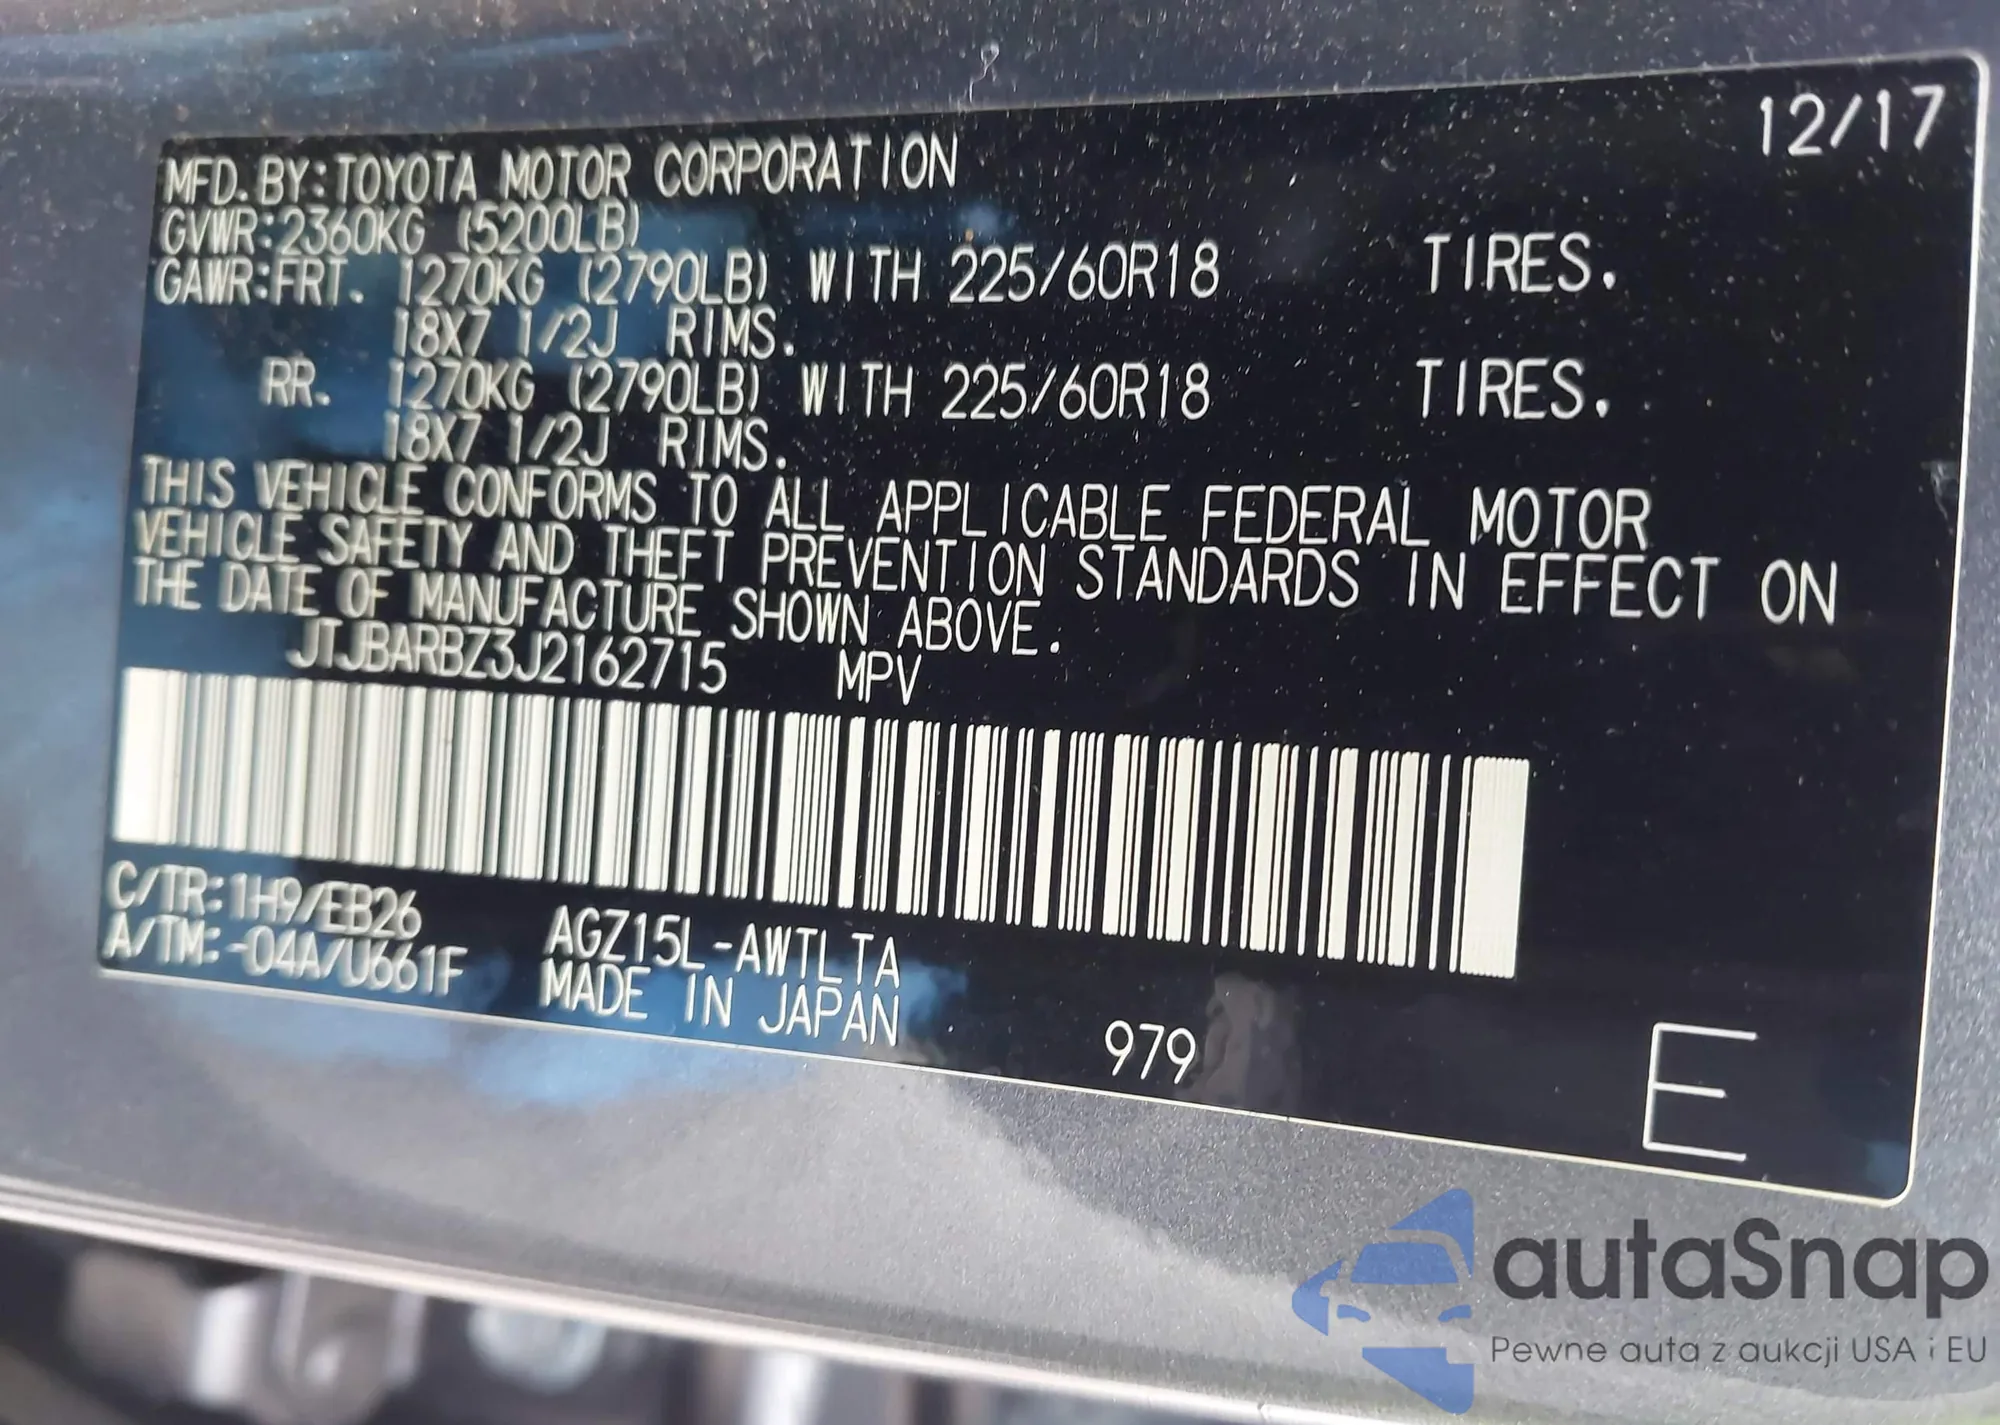 12/17
MFD.BY:TOYOTA MOTOR CORPORATION
GVWR:2360KG (5200LB)
GAWR:FRT. 1270KG (2790LB) WITH 225/60R18 TIRES.
18X7 1/2J RIMS.
RR. 1270KG (2790LB) WITH 225/60R18 TIRES.
18X7 1/2J RIMS.
THIS VEHICLE CONFORMS TO ALL APPLICABLE FEDERAL MOTOR
VEHICLE SAFETY AND THEFT PREVENTION STANDARDS IN EFFECT ON
THE DATE OF MANUFACTURE SHOWN ABOVE.
JTJBARBZ3J2162715 MPV
C/TR:1H9/EB26 AGZ15L-AWTLTA
A/TM:-04A/U661F MADE IN JAPAN
979
E
autaSnap
Pewne auta z aukcji USA i EU